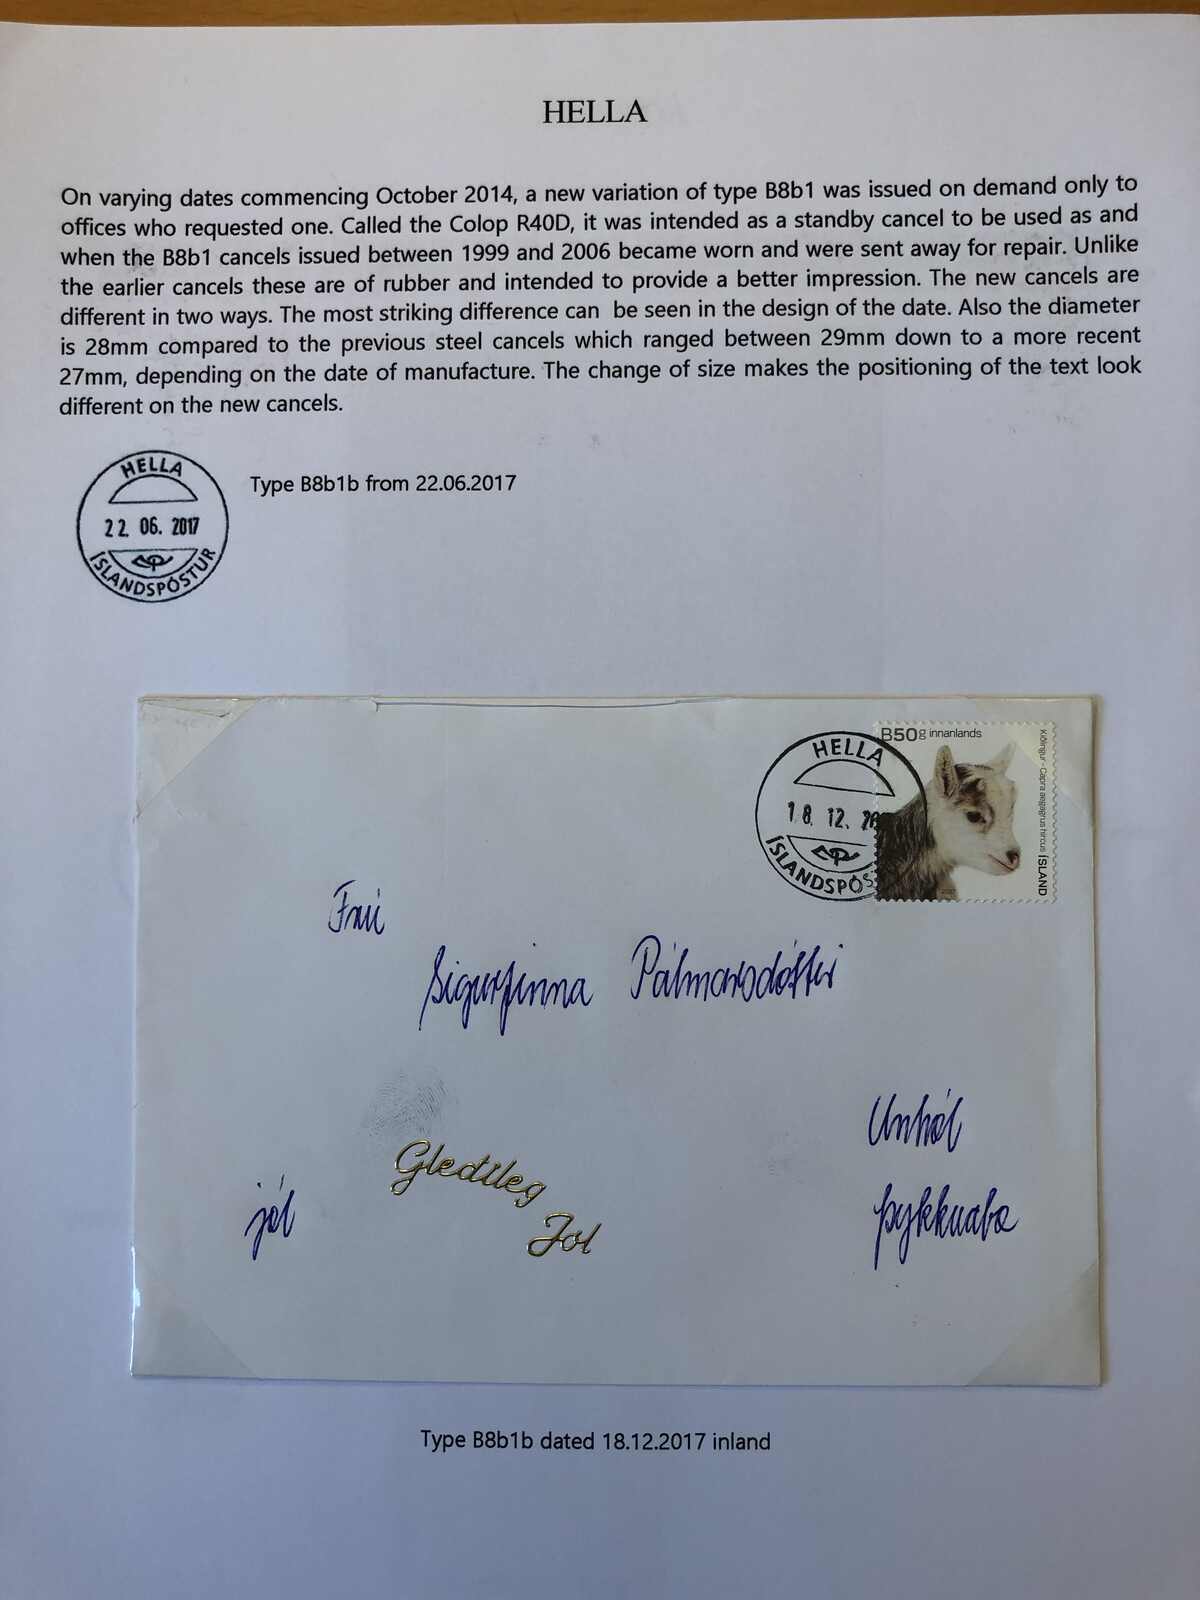 HELLA
On varying dates commencing October 2014, a new variation of type B8b1 was issued on demand only to
offices who requested one. Called the Colop R40D, it was intended as a standby cancel to be used as and
when the B8b1 cancels issued between 1999 and 2006 became worn and were sent away for repair. Unlike
the earlier cancels these are of rubber and intended to provide a better impression. The new cancels are
different in two ways. The most striking difference can be seen in the design of the date. Also the diameter
is 28mm compared to the previous steel cancels which ranged between 29mm down to a more recent
27mm, depending on the date of manufacture. The change of size makes the positioning of the text look
different on the new cancels.
HELLA
22. 06. 2017
ÍSLANDSPÓSTUR
Type B8b1b from 22.06.2017
HELLA
18. 12.
ÍSLANDSPÓS
B50g innanlands
Kiðlingur - Capra aegagrus hircus ÍSLAND
Frú
Sigurfinna Pálmarsdóttir
Unhól
Þykkvabæ
jól
Gleðileg
Jól
Type B8b1b dated 18.12.2017 inland